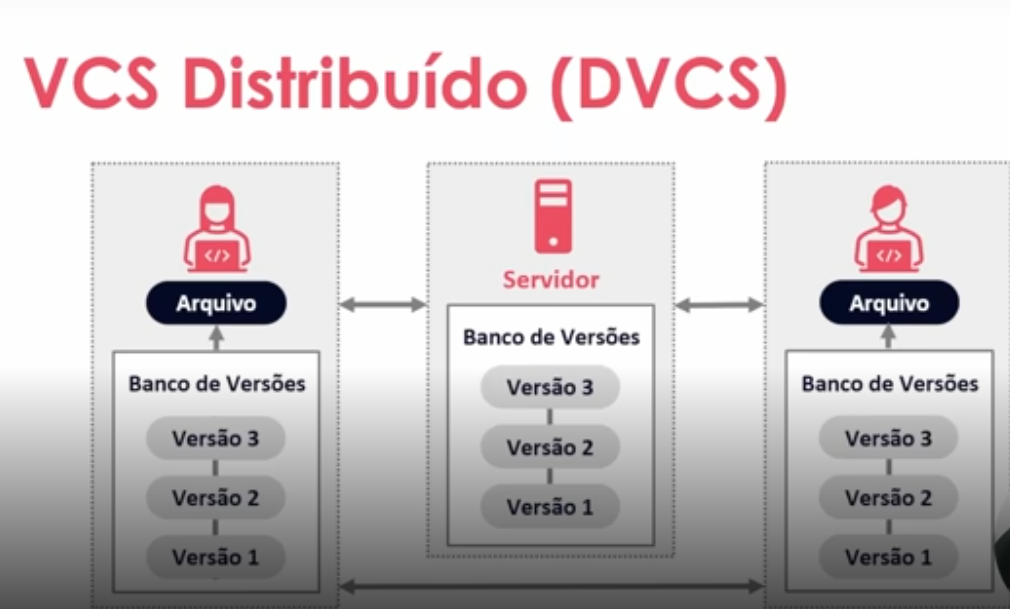 VCS Distribuído (DVCS)
</>
Arquivo
Banco de Versões
Versão 3
Versão 2
Versão 1
Servidor
Banco de Versões
Versão 3
Versão 2
Versão 1
</>
Arquivo
Banco de Versões
Versão 3
Versão 2
Versão 1